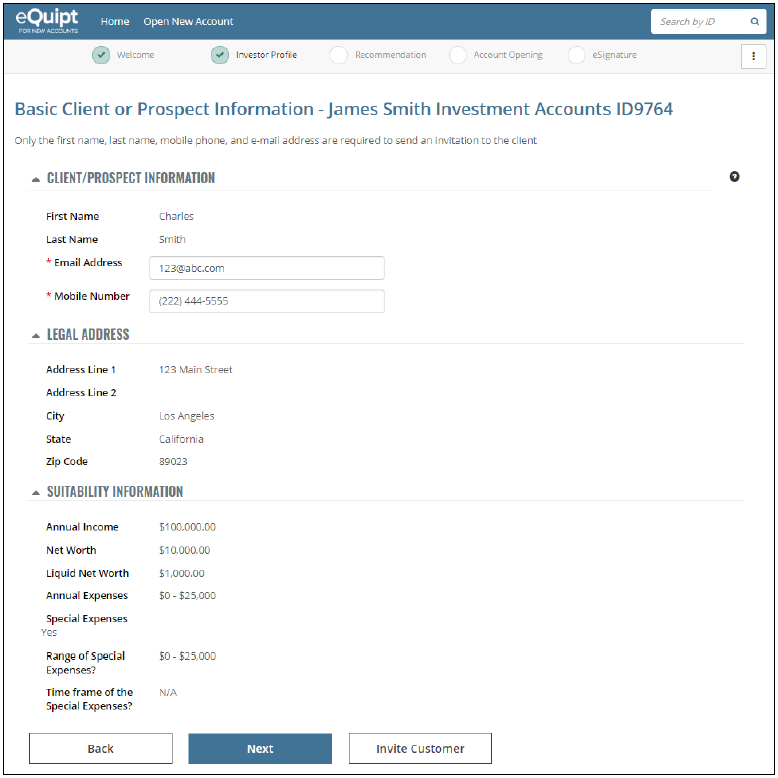 eQuipt
FOR NEW ACCOUNTS
Home Open New Account
Search by ID
Welcome Investor Profile Recommendation Account Opening eSignature
Basic Client or Prospect Information - James Smith Investment Accounts ID9764
Only the first name, last name, mobile phone, and e-mail address are required to send an invitation to the client
CLIENT/PROSPECT INFORMATION
First Name Charles
Last Name Smith
* Email Address 123@abc.com
* Mobile Number (222) 444-5555
LEGAL ADDRESS
Address Line 1 123 Main Street
Address Line 2
City Los Angeles
State California
Zip Code 89023
SUITABILITY INFORMATION
Annual Income $100,000.00
Net Worth $10,000.00
Liquid Net Worth $1,000.00
Annual Expenses $0 - $25,000
Special Expenses
Yes
Range of Special $0 - $25,000
Expenses?
Time frame of the N/A
Special Expenses?
Back Next Invite Customer